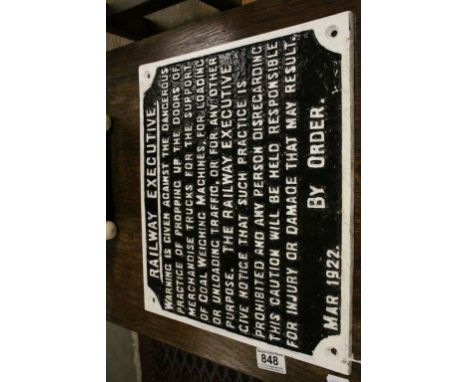 RAILWAY EXECUTIVE.
WARNING IS GIVEN AGAINST THE DANGEROUS
PRACTICE OF PROPPING UP THE DOORS OF
MERCHANDISE TRUCKS FOR THE SUPPORT
OF COAL WEIGHING MACHINES, FOR LOADING
OR UNLOADING TRAFFIC, OR FOR ANY OTHER
PURPOSE. THE RAILWAY EXECUTIVE
GIVE NOTICE THAT SUCH PRACTICE IS
PROHIBITED AND ANY PERSON DISREGARDING
THIS CAUTION WILL BE HELD RESPONSIBLE
FOR INJURY OR DAMAGE THAT MAY RESULT.
BY ORDER.
MAR 1922.
848